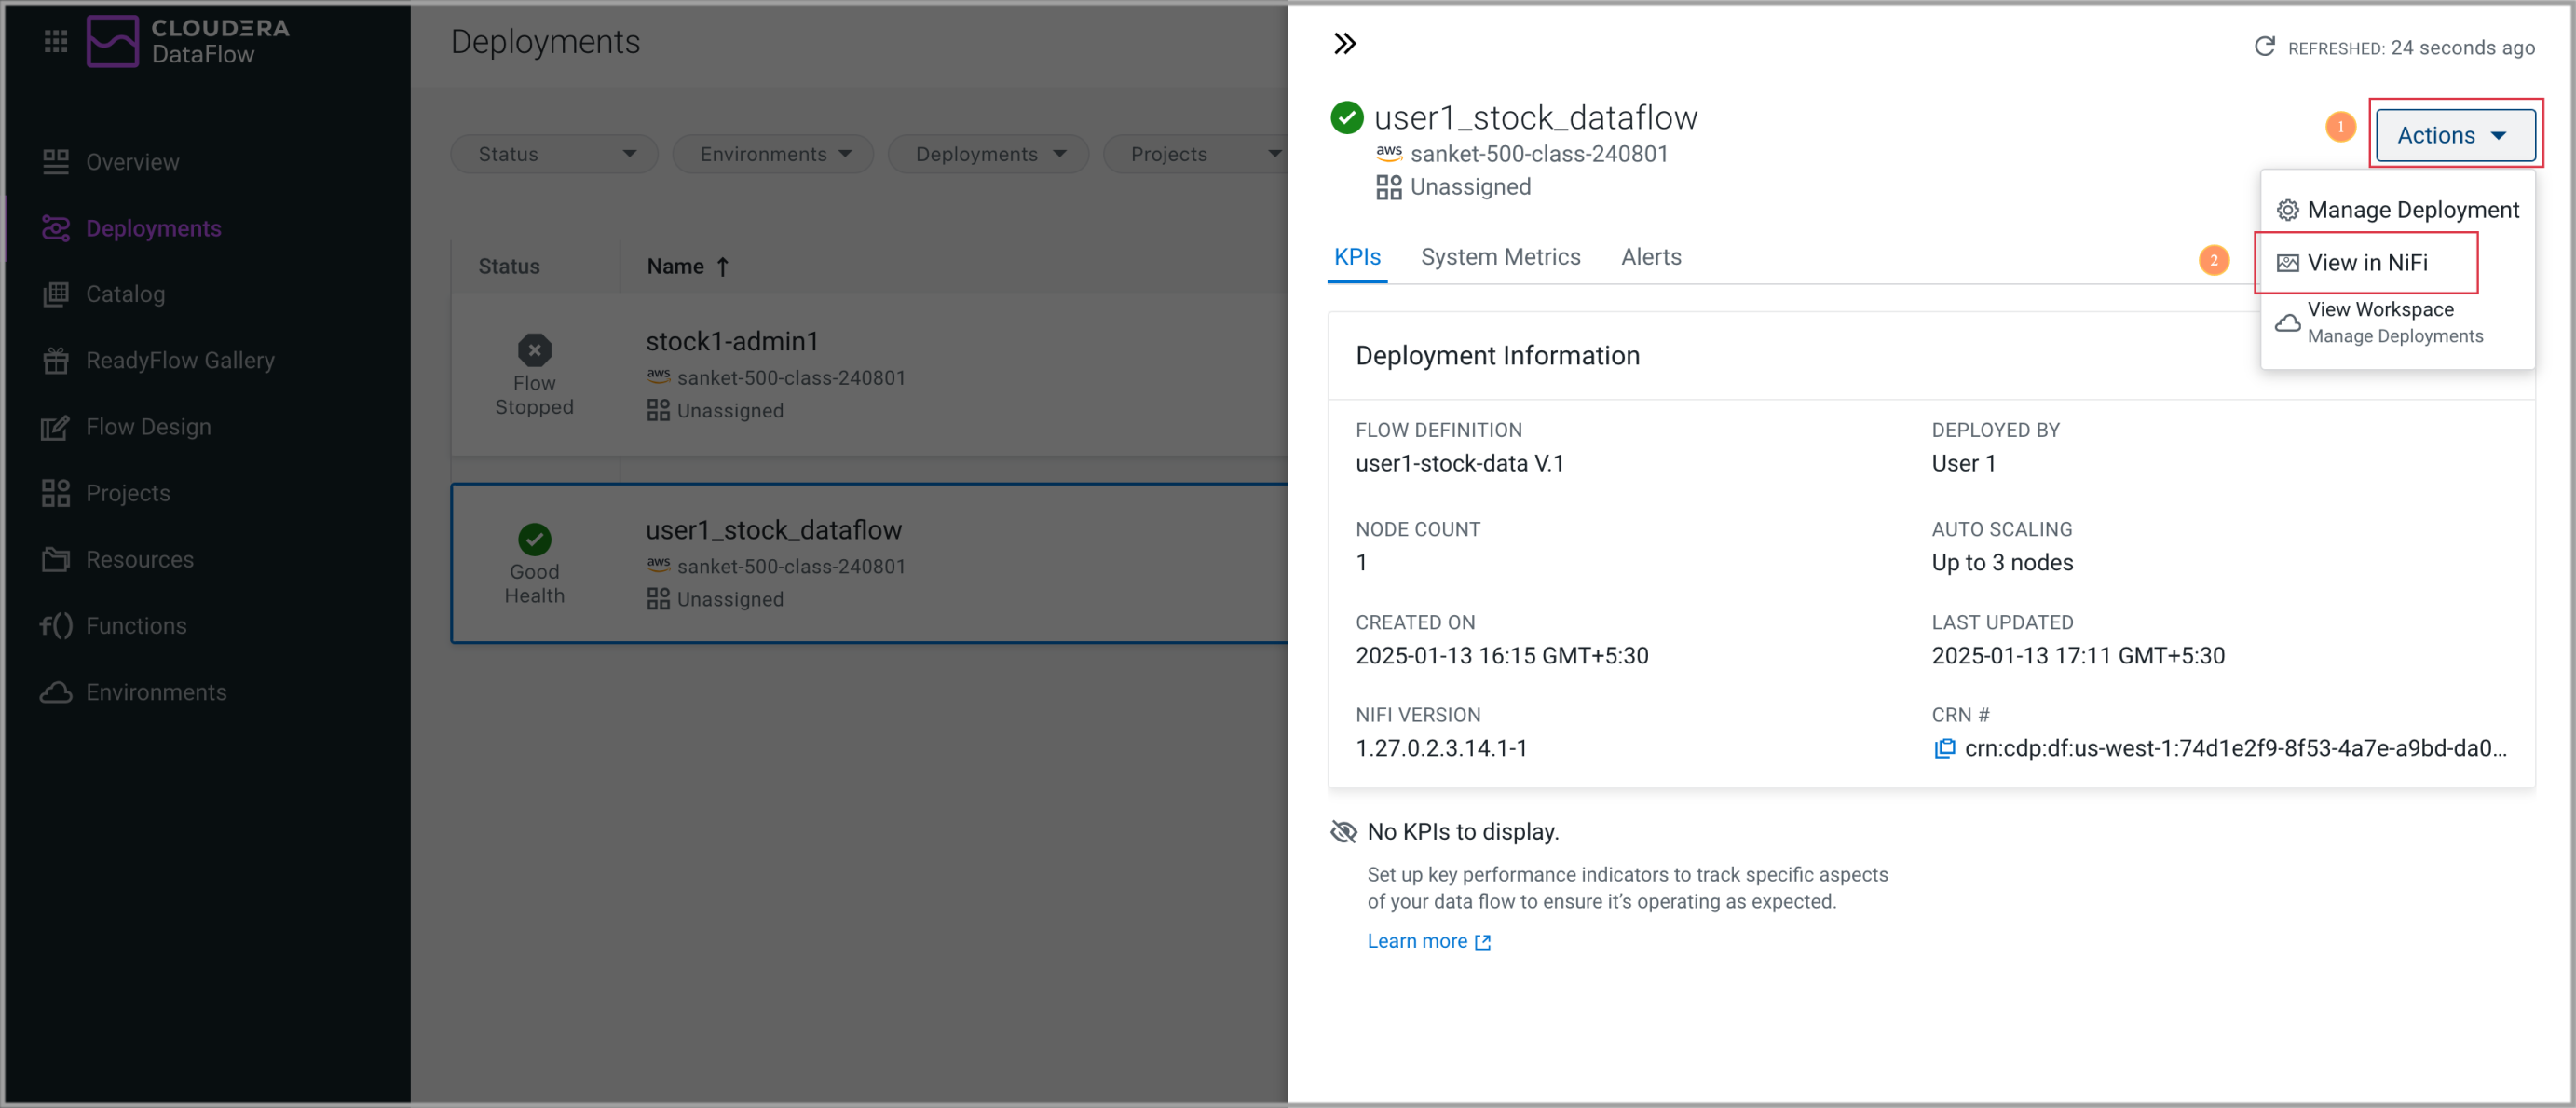 CLOUDERA
DataFlow
Overview
Deployments
Catalog
ReadyFlow Gallery
Flow Design
Projects
Resources
Functions
Environments
Deployments
Status
Environments
Deployments
Projects
Status
Name ↑
Flow
Stopped
stock1-admin1
aws sanket-500-class-240801
Unassigned
Good
Health
user1_stock_dataflow
aws sanket-500-class-240801
Unassigned
REFRESHED: 24 seconds ago
user1_stock_dataflow
aws sanket-500-class-240801
Unassigned
1
Actions
Manage Deployment
2
View in NiFi
View Workspace
Manage Deployments
KPIs
System Metrics
Alerts
Deployment Information
FLOW DEFINITION
user1-stock-data V.1
DEPLOYED BY
User 1
NODE COUNT
1
AUTO SCALING
Up to 3 nodes
CREATED ON
2025-01-13 16:15 GMT+5:30
LAST UPDATED
2025-01-13 17:11 GMT+5:30
NIFI VERSION
1.27.0.2.3.14.1-1
CRN #
crn:cdp:df:us-west-1:74d1e2f9-8f53-4a7e-a9bd-da0...
No KPIs to display.
Set up key performance indicators to track specific aspects
of your data flow to ensure it’s operating as expected.
Learn more